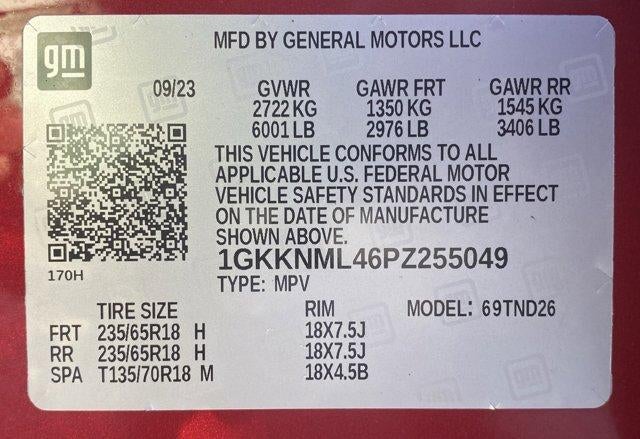 gm
MFD BY GENERAL MOTORS LLC
09/23 GVWR GAWR FRT GAWR RR
2722 KG 1350 KG 1545 KG
6001 LB 2976 LB 3406 LB
THIS VEHICLE CONFORMS TO ALL
APPLICABLE U.S. FEDERAL MOTOR
VEHICLE SAFETY STANDARDS IN EFFECT
ON THE DATE OF MANUFACTURE
SHOWN ABOVE.
170H
1GKKNML46PZ255049
TYPE: MPV
TIRE SIZE RIM MODEL: 69TND26
FRT 235/65R18 H 18X7.5J
RR 235/65R18 H 18X7.5J
SPA T135/70R18 M 18X4.5B